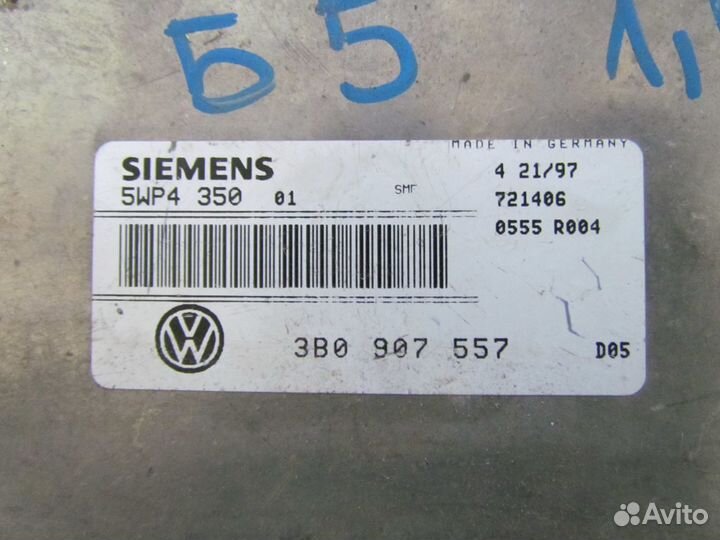 Б5 1,
MADE IN GERMANY
SIEMENS 4 21/97
5WP4 350 01 SMF 721406
0555 R004
3B0 907 557 D05
Avito